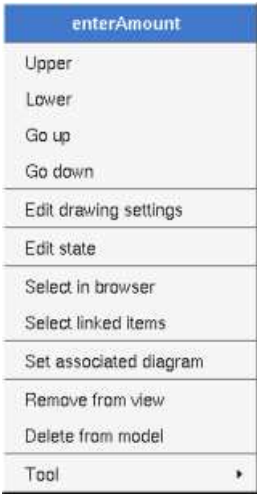 enterAmount
Upper
Lower
Go up
Go down
Edit drawing settings
Edit state
Select in browser
Select linked items
Set associated diagram
Remove from view
Delete from model
Tool